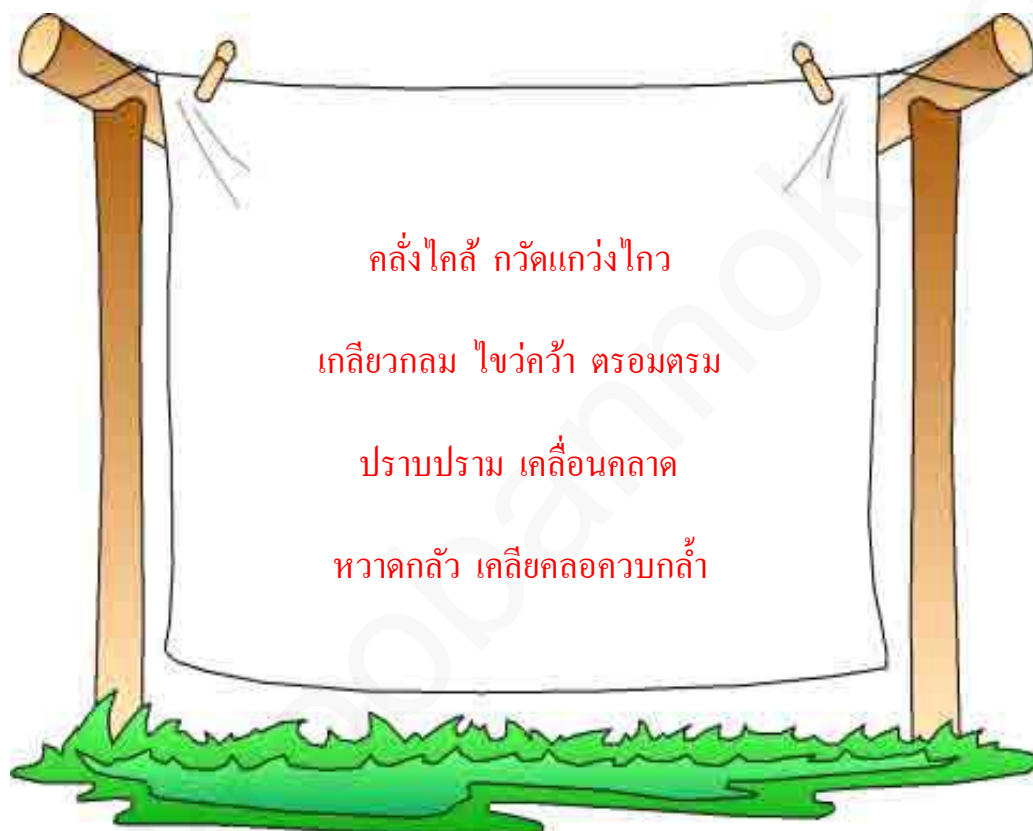 คลั่งไคล้ กวัดแกว่งไกว
เกลียวกลม ไขว่คว้า ตรอมตรม
ปราบปราม เคลื่อนคลาด
หวาดกลัว เคลียคลอควบกล้ำ